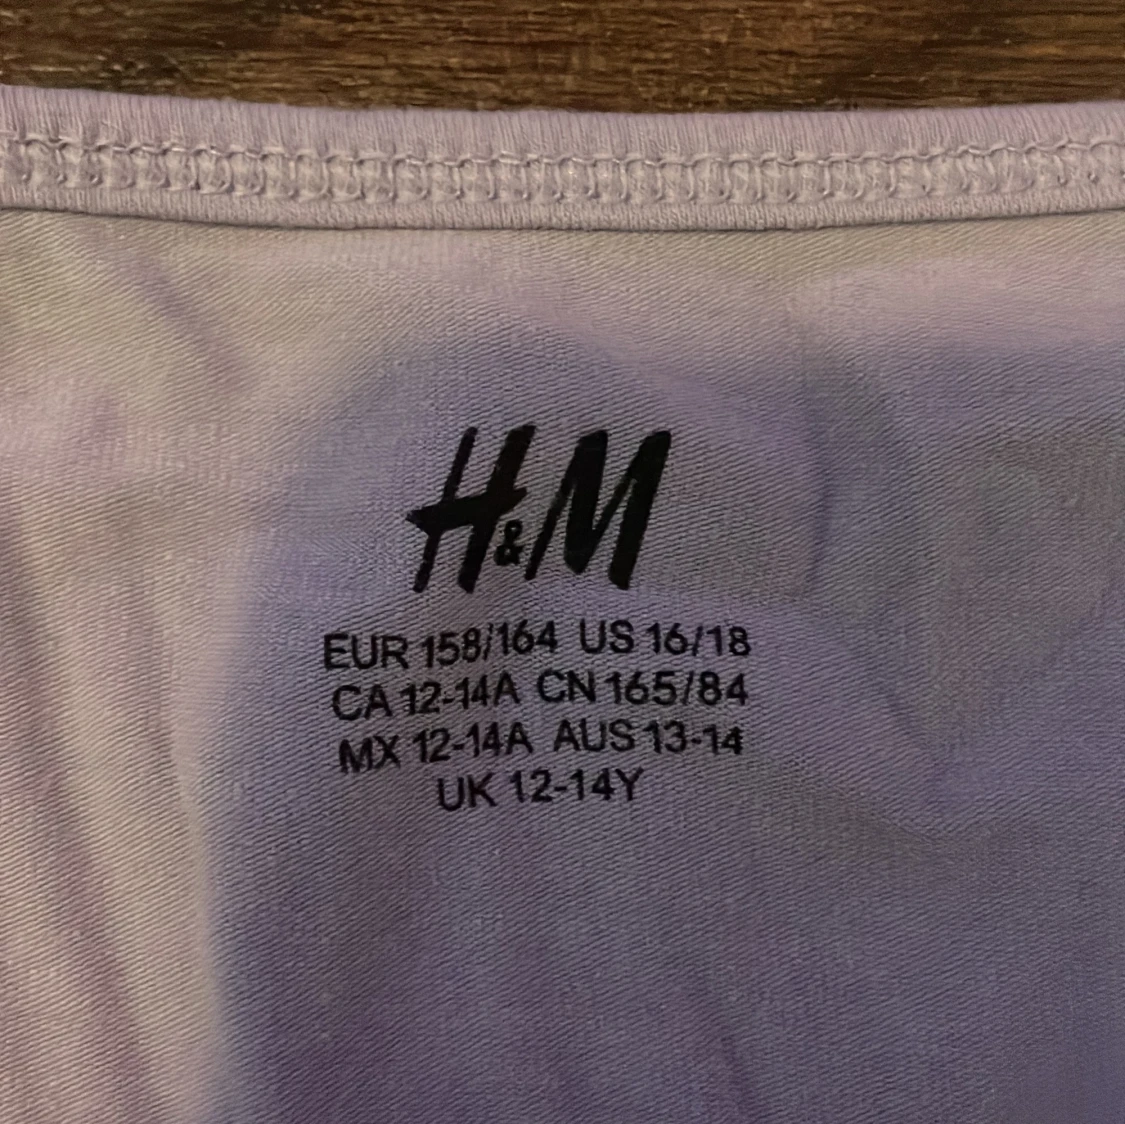 H&M
EUR 158/164 US 16/18
CA 12-14A CN 165/84
MX 12-14A AUS 13-14
UK 12-14Y